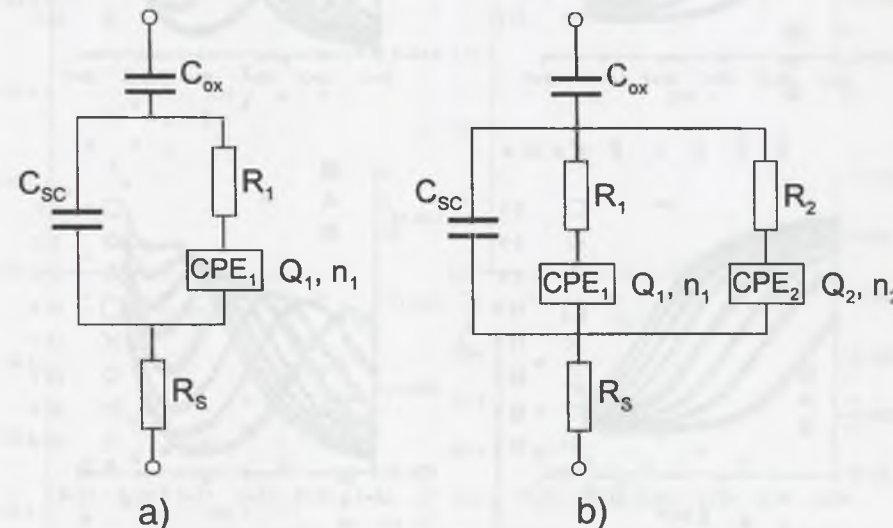 C_ox
C_SC
R_1
CPE_1 Q_1, n_1
R_S
a)
C_ox
C_SC
R_1
R_2
CPE_1 Q_1, n_1
CPE_2 Q_2, n_2
R_S
b)